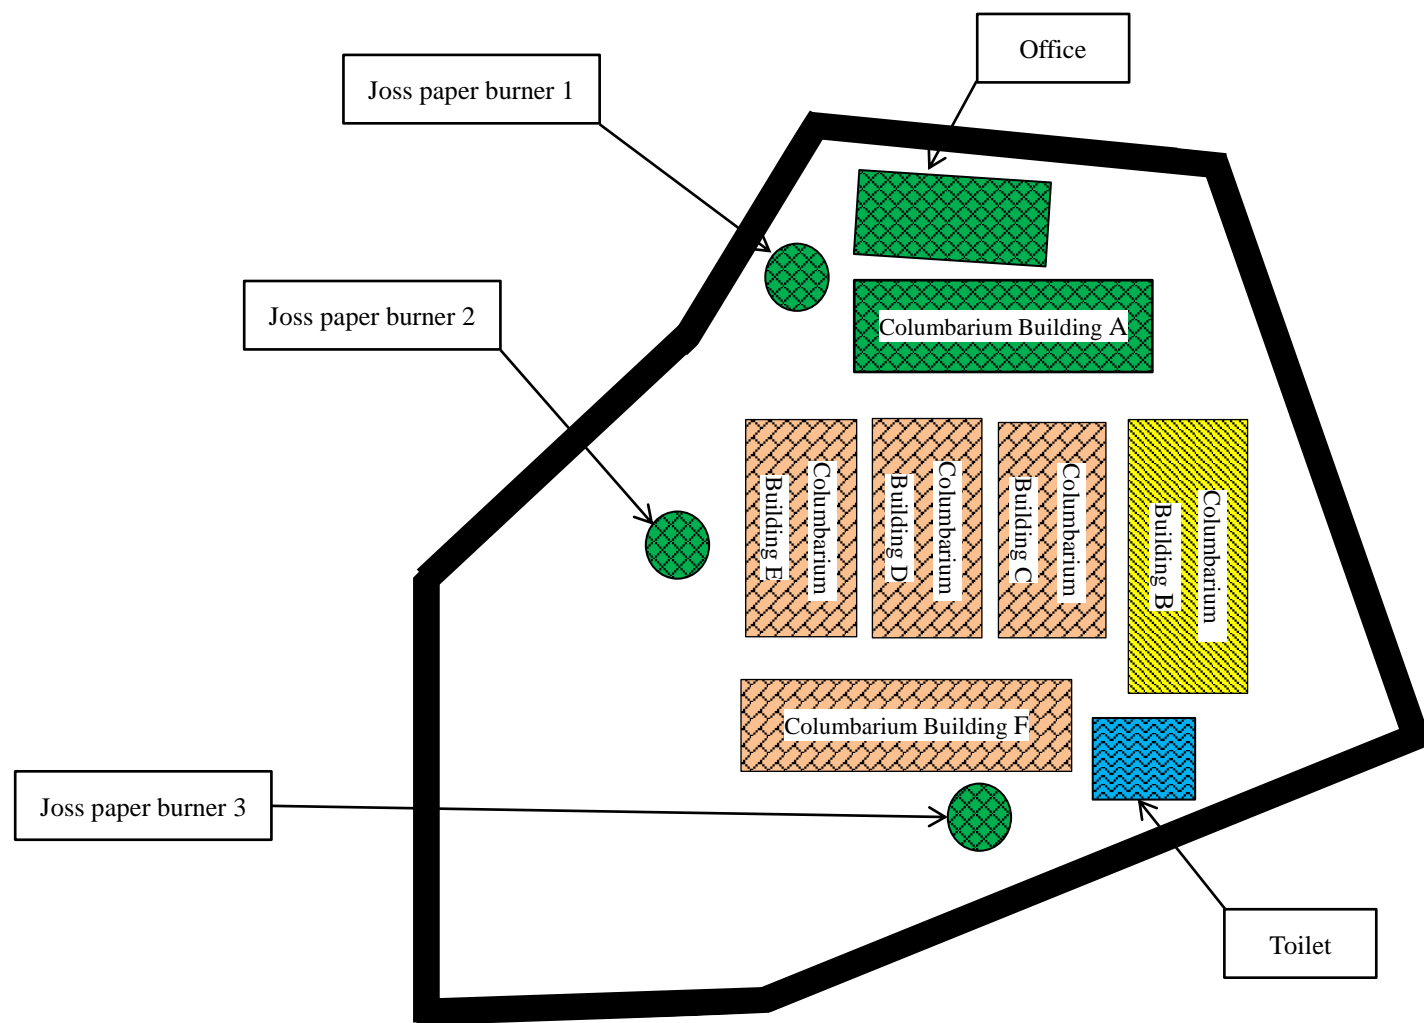 Office
Joss paper burner 1
Joss paper burner 2
Columbarium Building A
Columbarium
Building E
Columbarium
Building D
Columbarium
Building C
Columbarium
Building B
Columbarium Building F
Joss paper burner 3
Toilet